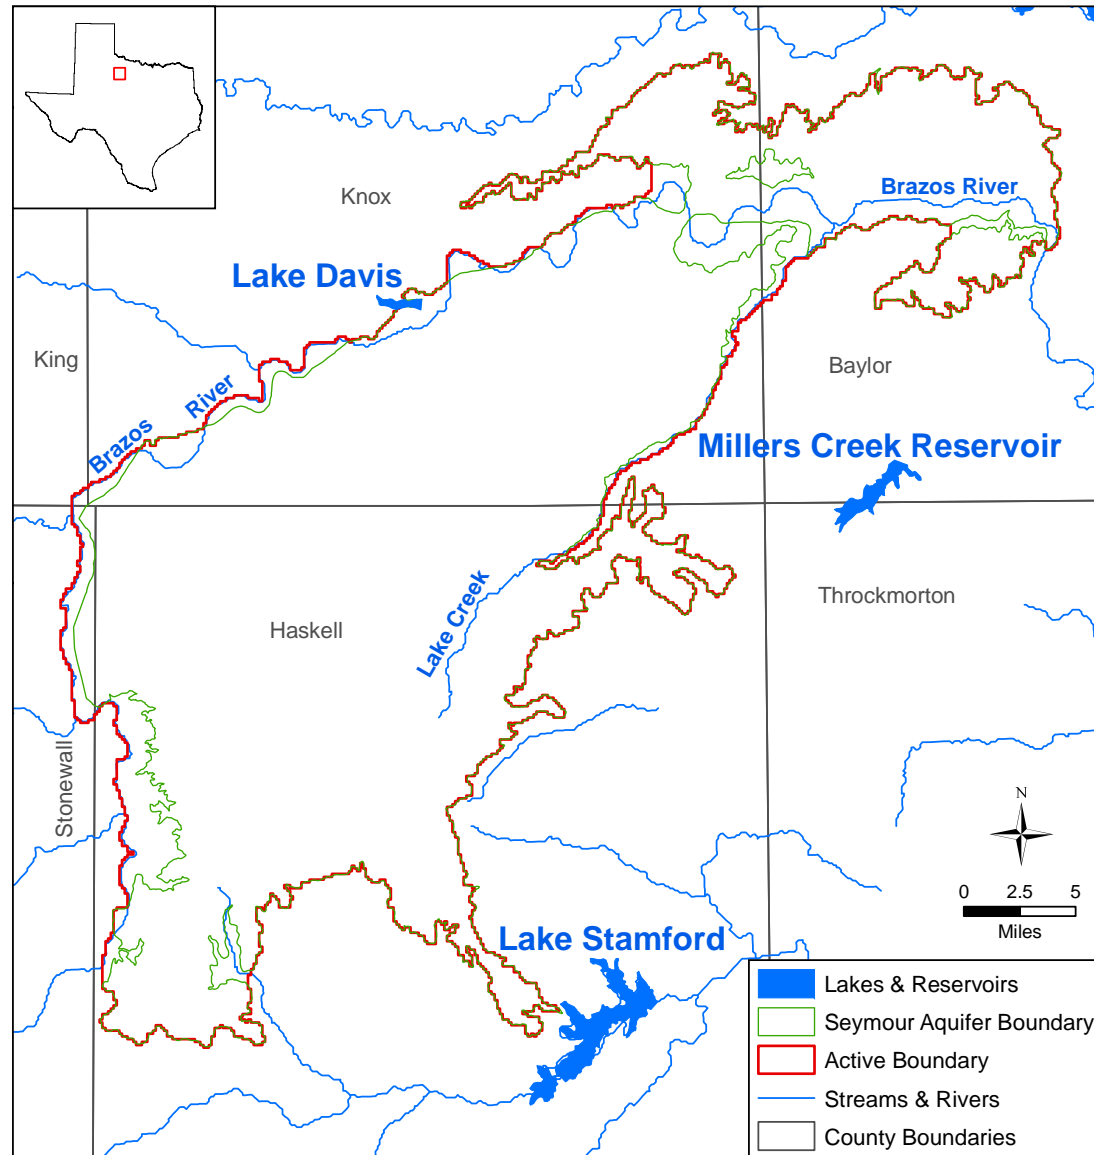 Knox
Brazos River
Lake Davis
King
Baylor
Brazos River
Millers Creek Reservoir
Lake Creek
Throckmorton
Haskell
Stonewall
N
0 2.5 5
Miles
Lake Stamford
Lakes & Reservoirs
Seymour Aquifer Boundary
Active Boundary
Streams & Rivers
County Boundaries